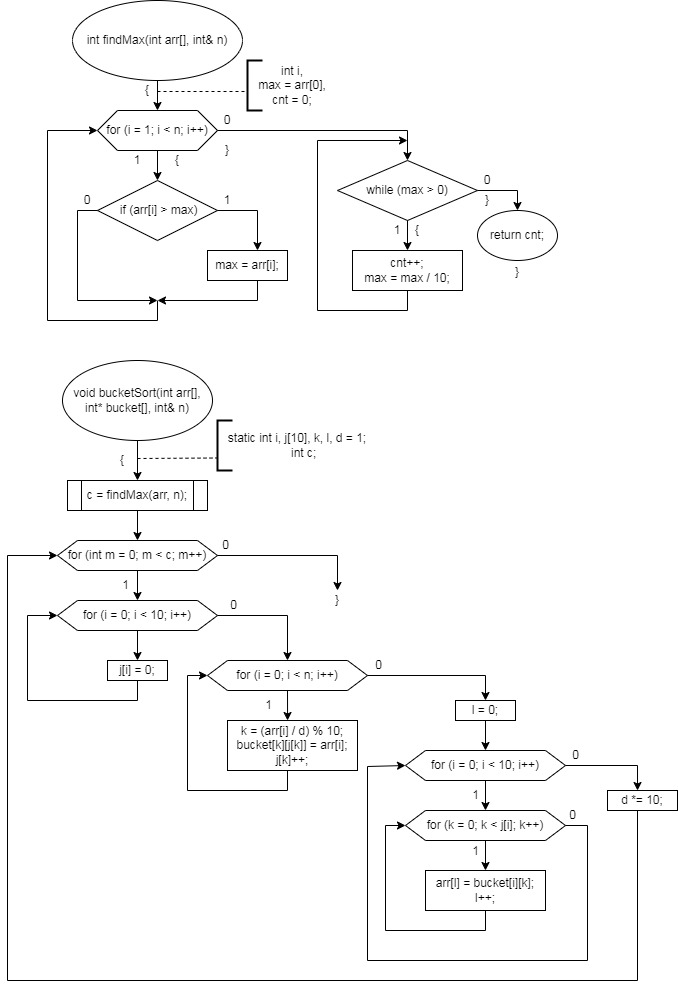 int findMax(int arr[], int& n)
{
int i,
max = arr[0],
cnt = 0;
for (i = 1; i < n; i++)
0
}
1
{
if (arr[i] > max)
0
1
max = arr[i];
while (max > 0)
0
}
1
{
cnt++;
max = max / 10;
return cnt;
}
void bucketSort(int arr[],
int* bucket[], int& n)
{
static int i, j[10], k, l, d = 1;
int c;
c = findMax(arr, n);
for (int m = 0; m < c; m++)
0
}
1
for (i = 0; i < 10; i++)
0
j[i] = 0;
for (i = 0; i < n; i++)
0
1
k = (arr[i] / d) % 10;
bucket[k][j[k]] = arr[i];
j[k]++;
l = 0;
for (i = 0; i < 10; i++)
0
1
d *= 10;
for (k = 0; k < j[i]; k++)
0
1
arr[l] = bucket[i][k];
l++;